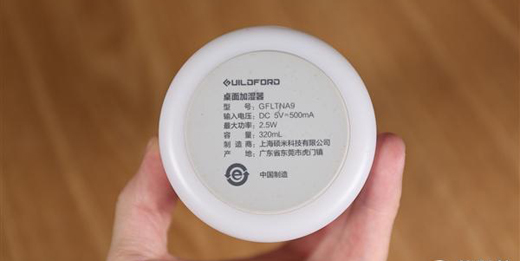 GUILDFORD
桌面加湿器
型 号: GFLTNA9
输入电压: DC 5V⎓500mA
最大功率: 2.5W
容 量: 320mL
制 造 商: 上海硕米科技有限公司
产 地: 广东省东莞市虎门镇
中国制造